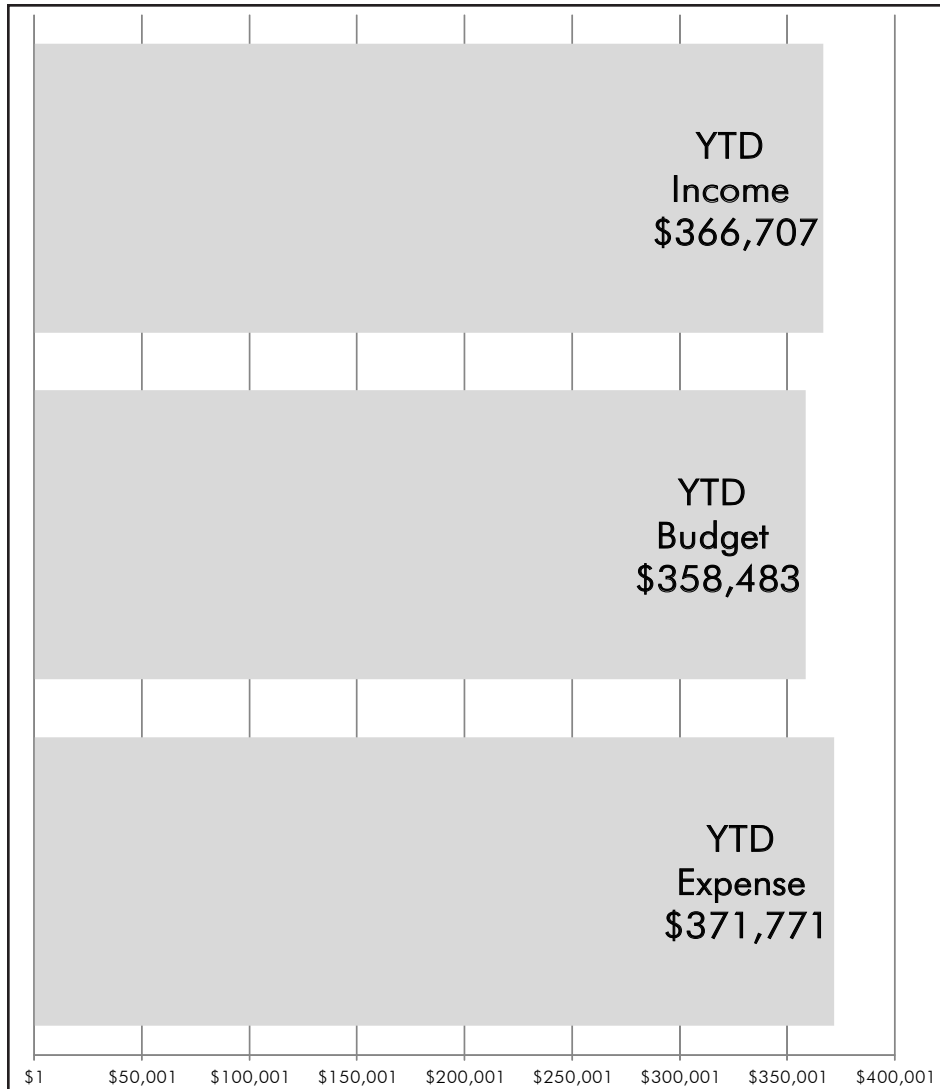 YTD
Income
$366,707
YTD
Budget
$358,483
YTD
Expense
$371,771
$1 $50,001 $100,001 $150,001 $200,001 $250,001 $300,001 $350,001 $400,001